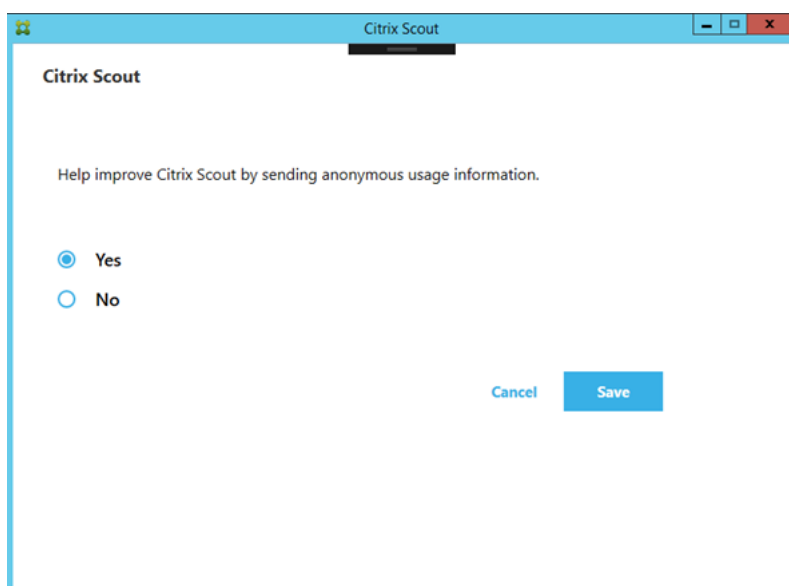 Citrix Scout
Citrix Scout
Help improve Citrix Scout by sending anonymous usage information.
Yes
No
Cancel Save